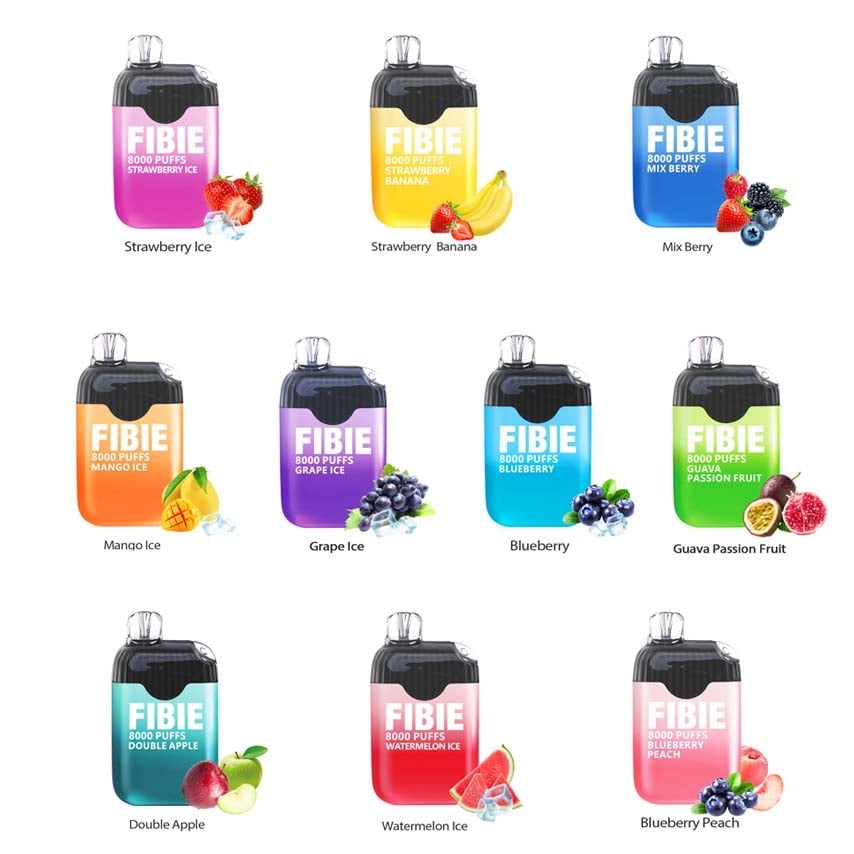 FIBIE
8000 PUFFS
STRAWBERRY ICE
Strawberry Ice
FIBIE
8000 PUFFS
STRAWBERRY
BANANA
Strawberry Banana
FIBIE
8000 PUFFS
MIX BERRY
Mix Berry
FIBIE
8000 PUFFS
MANGO ICE
Mango Ice
FIBIE
8000 PUFFS
GRAPE ICE
Grape Ice
FIBIE
8000 PUFFS
BLUEBERRY
Blueberry
FIBIE
8000 PUFFS
GUAVA
PASSION FRUIT
Guava Passion Fruit
FIBIE
8000 PUFFS
DOUBLE APPLE
Double Apple
FIBIE
8000 PUFFS
WATERMELON ICE
Watermelon Ice
FIBIE
8000 PUFFS
BLUEBERRY
PEACH
Blueberry Peach